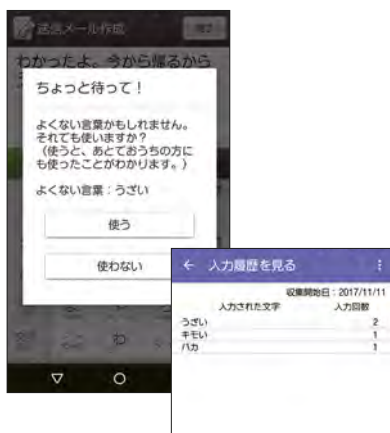 送信メール作成
わかったよ。今から帰るから
ちょっと待って！
よくない言葉かもしれません。
それでも使いますか？
（使うと、あとでおうちの方に
も使ったことがわかります。）
よくない言葉：うざい
使う
使わない
入力履歴を見る
収集開始日：2017/11/11
入力された文字 入力回数
うざい 2
キモい 1
バカ 1